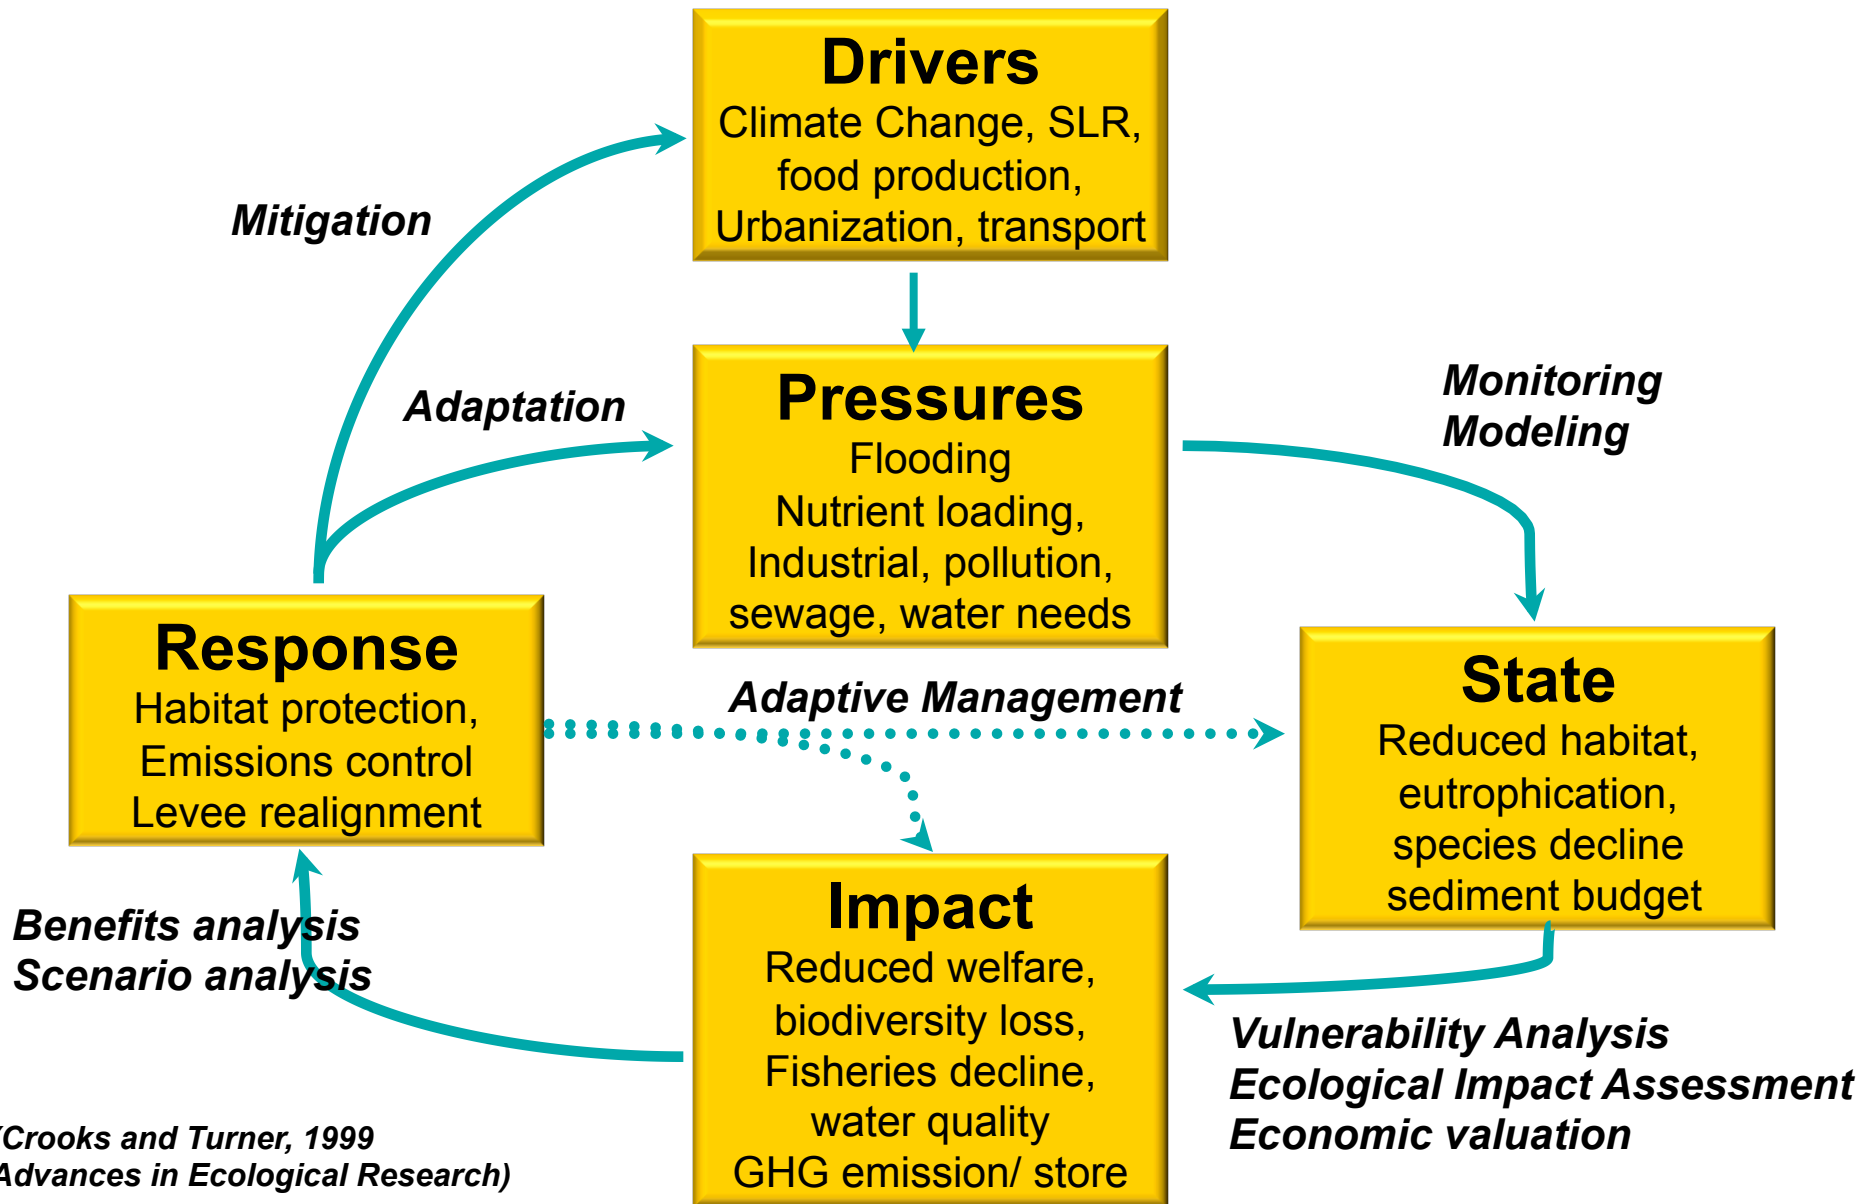 Drivers
Climate Change, SLR,
food production,
Urbanization, transport
Mitigation
Adaptation
Pressures
Flooding
Nutrient loading,
Industrial, pollution,
sewage, water needs
Monitoring
Modeling
Response
Habitat protection,
Emissions control
Levee realignment
Adaptive Management
State
Reduced habitat,
eutrophication,
species decline
sediment budget
Benefits analysis
Scenario analysis
Impact
Reduced welfare,
biodiversity loss,
Fisheries decline,
water quality
GHG emission/ store
Vulnerability Analysis
Ecological Impact Assessment
Economic valuation
(Crooks and Turner, 1999
Advances in Ecological Research)